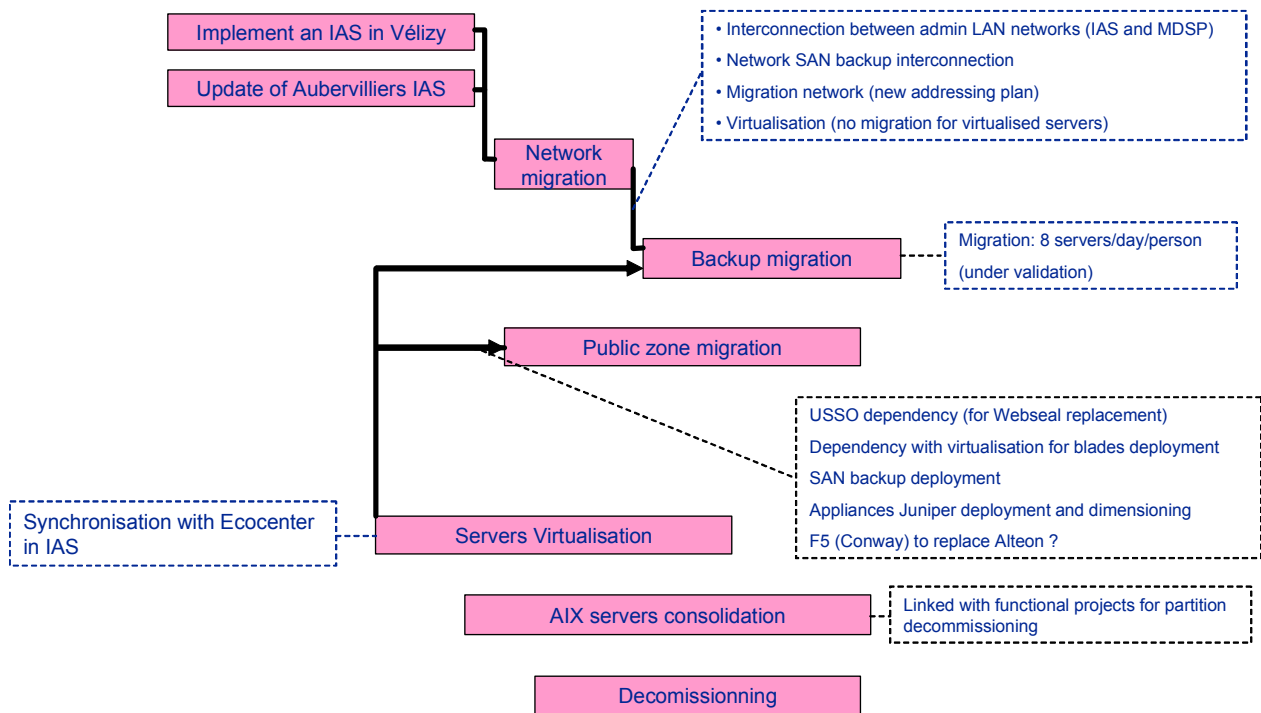 Implement an IAS in Vélizy
Update of Aubervilliers IAS
• Interconnection between admin LAN networks (IAS and MDSP)
• Network SAN backup interconnection
• Migration network (new addressing plan)
• Virtualisation (no migration for virtualised servers)
Network
migration
Backup migration
Migration: 8 servers/day/person
(under validation)
Public zone migration
USSO dependency (for Webseal replacement)
Dependency with virtualisation for blades deployment
SAN backup deployment
Appliances Juniper deployment and dimensioning
F5 (Conway) to replace Alteon ?
Synchronisation with Ecocenter
in IAS
Servers Virtualisation
AIX servers consolidation
Linked with functional projects for partition
decommissioning
Decomissionning